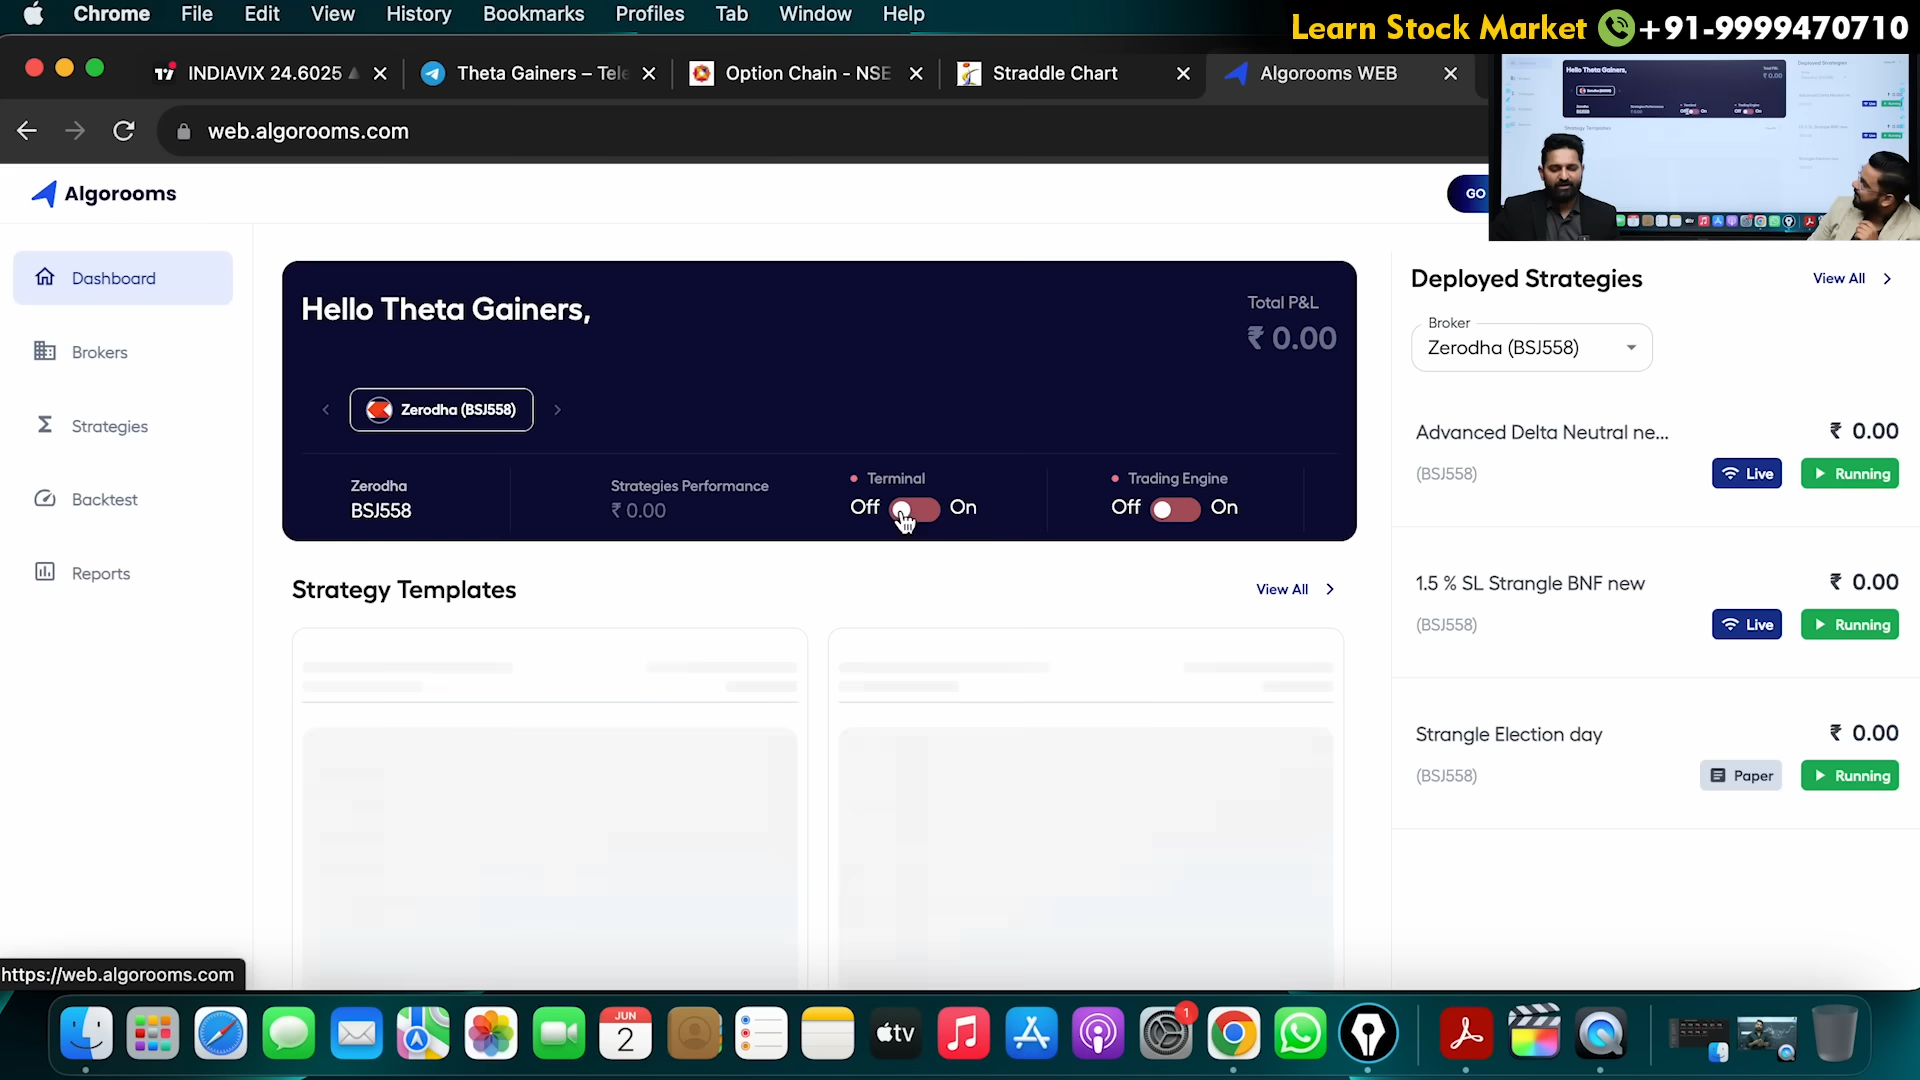 Chrome File Edit View History Bookmarks Profiles Tab Window Help
Learn Stock Market +91-9999470710
INDIAVIX 24.6025
Theta Gainers – Tele
Option Chain - NSE
Straddle Chart
Algorooms WEB
web.algorooms.com
Algorooms
GO
Dashboard
Brokers
Strategies
Backtest
Reports
Hello Theta Gainers,
Total P&L
₹ 0.00
Zerodha (BSJ558)
Zerodha
BSJ558
Strategies Performance
₹ 0.00
Terminal
Off On
Trading Engine
Off On
Strategy Templates
View All
Deployed Strategies
View All
Broker
Zerodha (BSJ558)
Advanced Delta Neutral ne...
₹ 0.00
(BSJ558)
Live
Running
1.5 % SL Strangle BNF new
₹ 0.00
(BSJ558)
Live
Running
Strangle Election day
₹ 0.00
(BSJ558)
Paper
Running
https://web.algorooms.com
JUN
2
tv
1